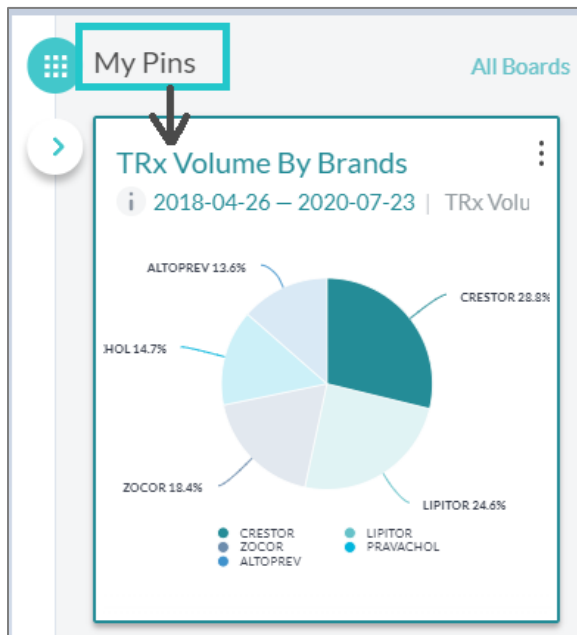 My Pins
All Boards
TRx Volume By Brands
i 2018-04-26 — 2020-07-23 | TRx Volu
ALTOPREV 13.6%
CRESTOR 28.8%
HOL 14.7%
ZOCOR 18.4%
LIPITOR 24.6%
CRESTOR LIPITOR
ZOCOR PRAVACHOL
ALTOPREV